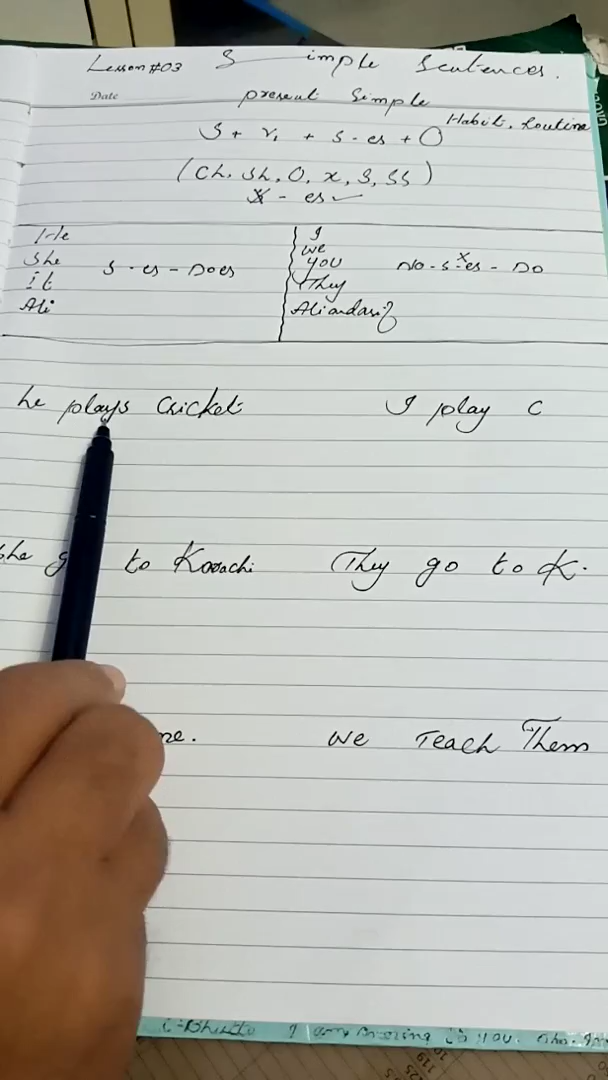 Lesson #03 Simple Sentences.
Date
present Simple
Habit, Routine
S + V1 + s-es + O
(Ch, Sh, O, x, S, SS)
- es ✓
He
She
it
Ali
s - es - Does
I
we
you
They
Ali and asif
No - s - es - Do
he plays Cricket
I play C
She to Karachi
They go to K.
me.
we Teach Them